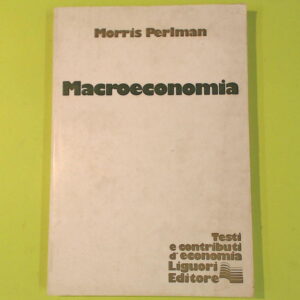 Morris Perlman
Macroeconomia
Testi
e contributi
d'economia
Liguori
Editore